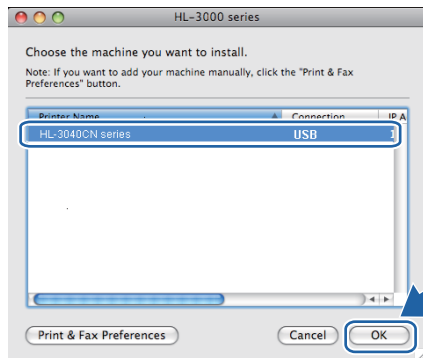 HL-3000 series
Choose the machine you want to install.
Note: If you want to add your machine manually, click the "Print & Fax
Preferences" button.
Printer Name Connection IP A
HL-3040CN series USB
Print & Fax Preferences Cancel OK